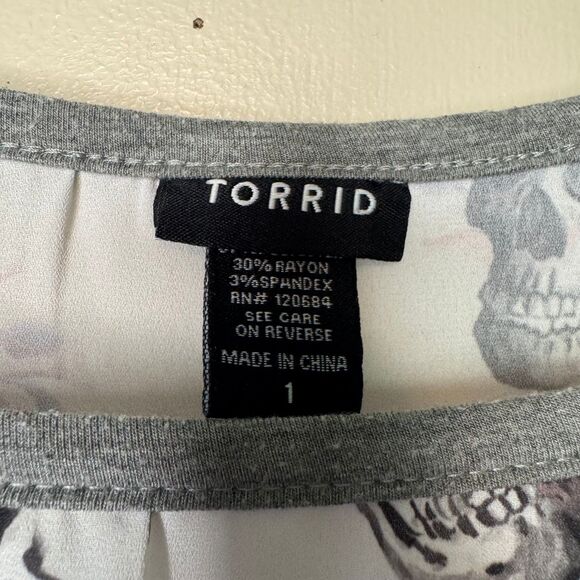 TORRID
30% RAYON
3% SPANDEX
RN# 120684
SEE CARE
ON REVERSE
MADE IN CHINA
1